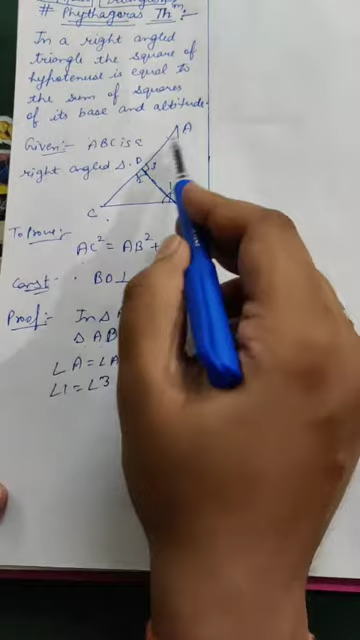 # Phythagoras Thm:-
In a right angled
triangle the square of
hypotenuse is equal to
the sum of squares
of its base and altitude.
Given:- ABC is a
right angled Δ.
A
D
3
C
To Prove:-
AC² = AB² +
Const. BD⊥
Proof:- In Δ A
Δ AB
∠A = ∠A
∠1 = ∠3